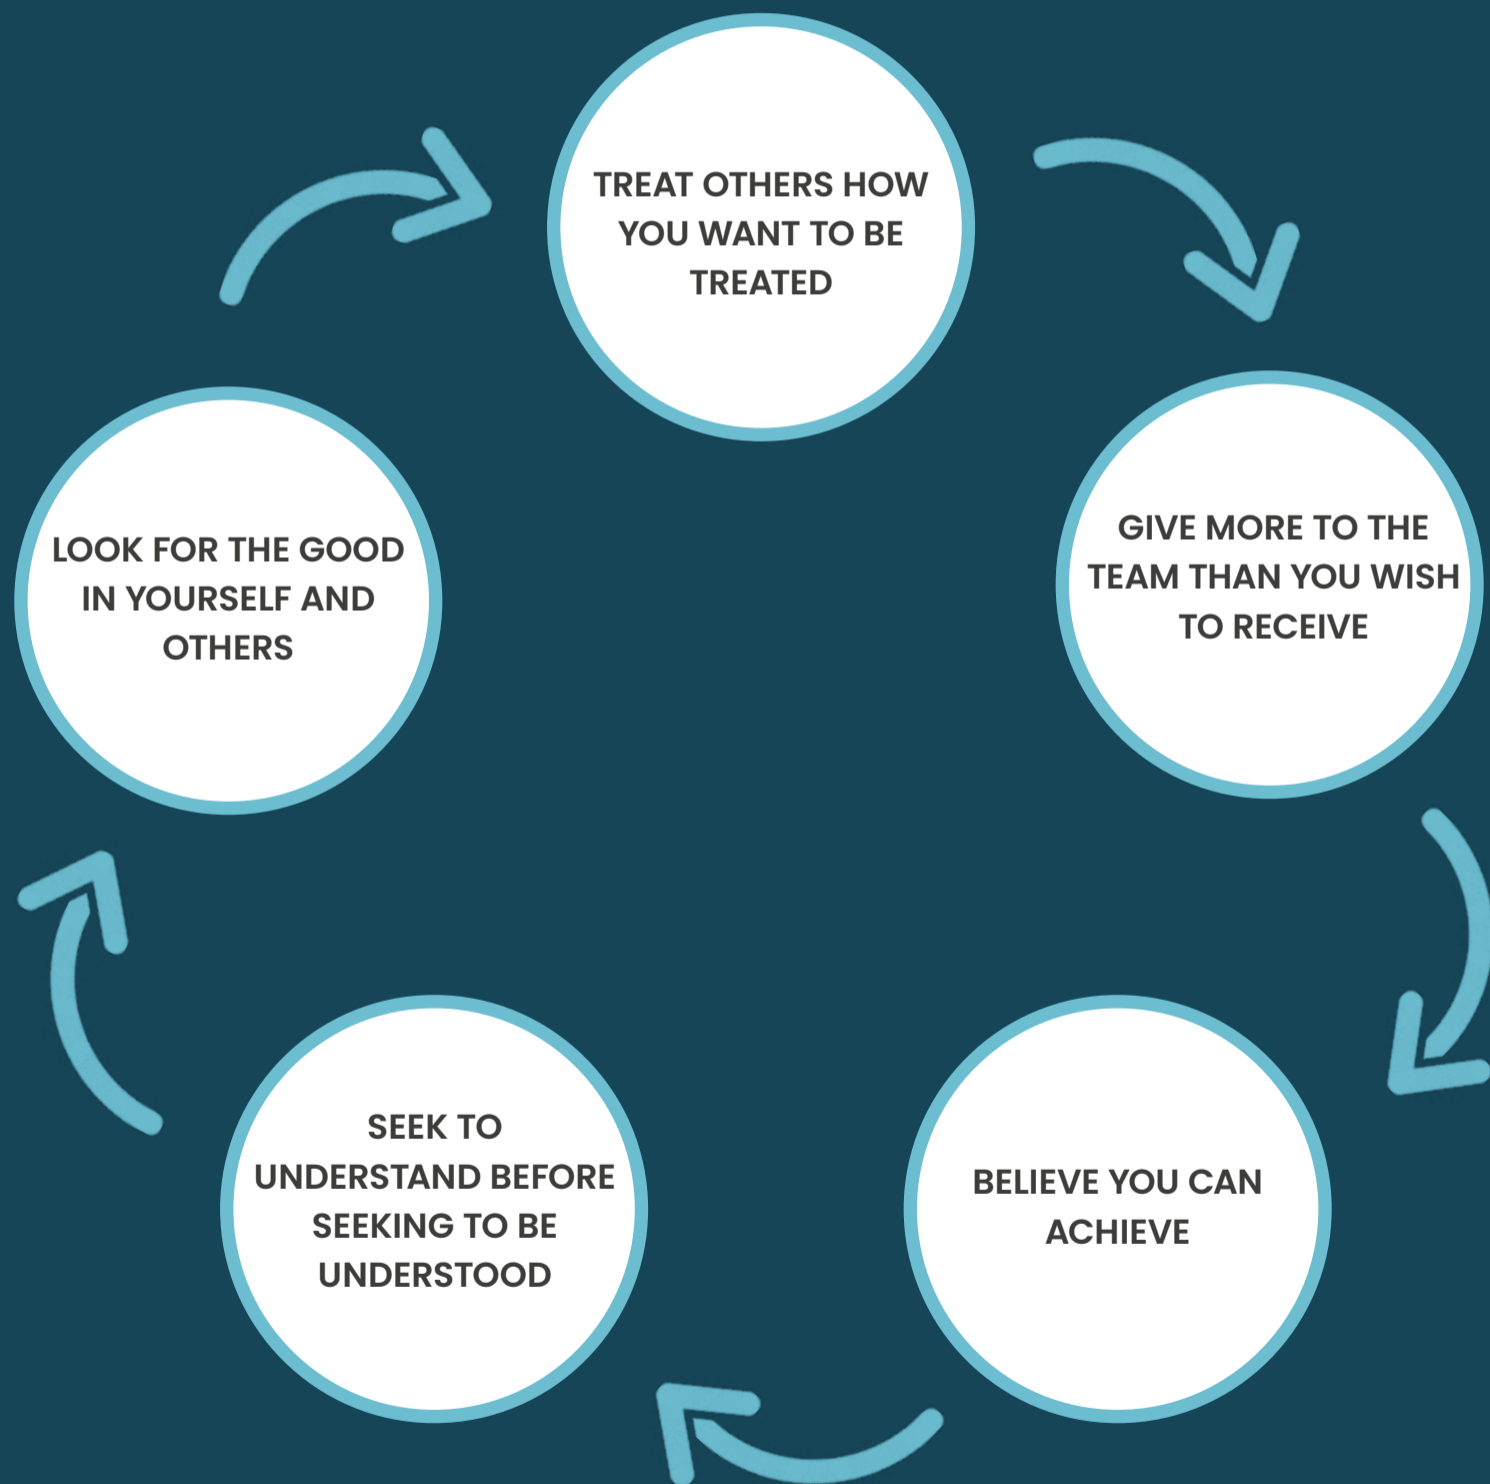 TREAT OTHERS HOW
YOU WANT TO BE
TREATED
GIVE MORE TO THE
TEAM THAN YOU WISH
TO RECEIVE
BELIEVE YOU CAN
ACHIEVE
SEEK TO
UNDERSTAND BEFORE
SEEKING TO BE
UNDERSTOOD
LOOK FOR THE GOOD
IN YOURSELF AND
OTHERS